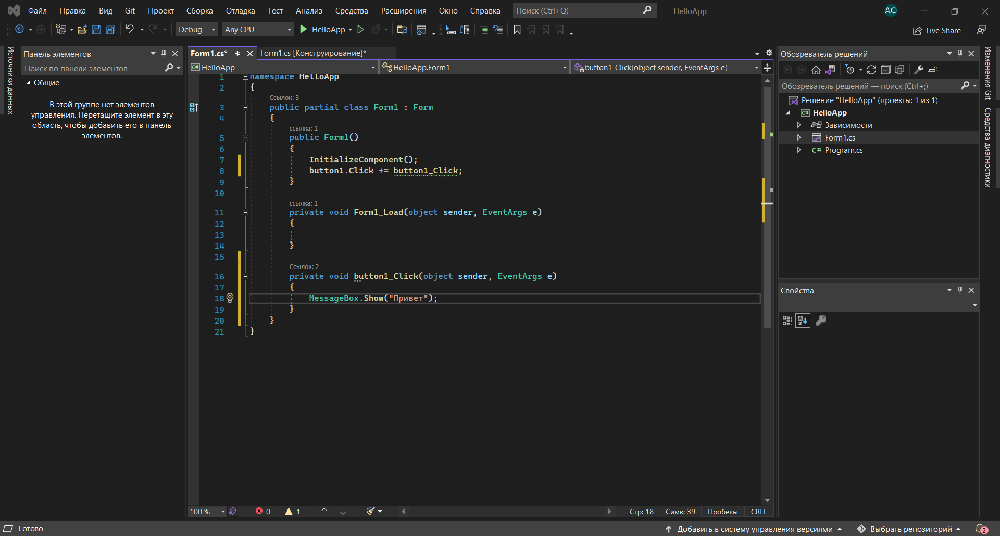 Файл Правка Вид Git Проект Сборка Отладка Тест Анализ Средства Расширения Окно Справка Поиск (Ctrl+Q) HelloApp AO
Debug Any CPU HelloApp Live Share
Источники данных
Панель элементов
Поиск по панели элементов
Общие
В этой группе нет элементов
управления. Перетащите элемент в эту
область, чтобы добавить его в панель
элементов.
Form1.cs* Form1.cs [Конструирование]*
HelloApp HelloApp.Form1 button1_Click(object sender, EventArgs e)
1 namespace HelloApp
2 {
Ссылок: 3
3 public partial class Form1 : Form
4 {
ссылка: 1
5 public Form1()
6 {
7 InitializeComponent();
8 button1.Click += button1_Click;
9 }
10
ссылка: 1
11 private void Form1_Load(object sender, EventArgs e)
12 {
13
14 }
15
Ссылок: 2
16 private void button1_Click(object sender, EventArgs e)
17 {
18 MessageBox.Show("Привет");
19 }
20 }
21 }
100 % 0 1 Стр: 18 Симв: 39 Пробелы CRLF
Обозреватель решений
Обозреватель решений — поиск (Ctrl+;)
Решение "HelloApp" (проекты: 1 из 1)
HelloApp
Зависимости
Form1.cs
C# Program.cs
Свойства
Изменения Git
Средства диагностики
Готово Добавить в систему управления версиями Выбрать репозиторий 2